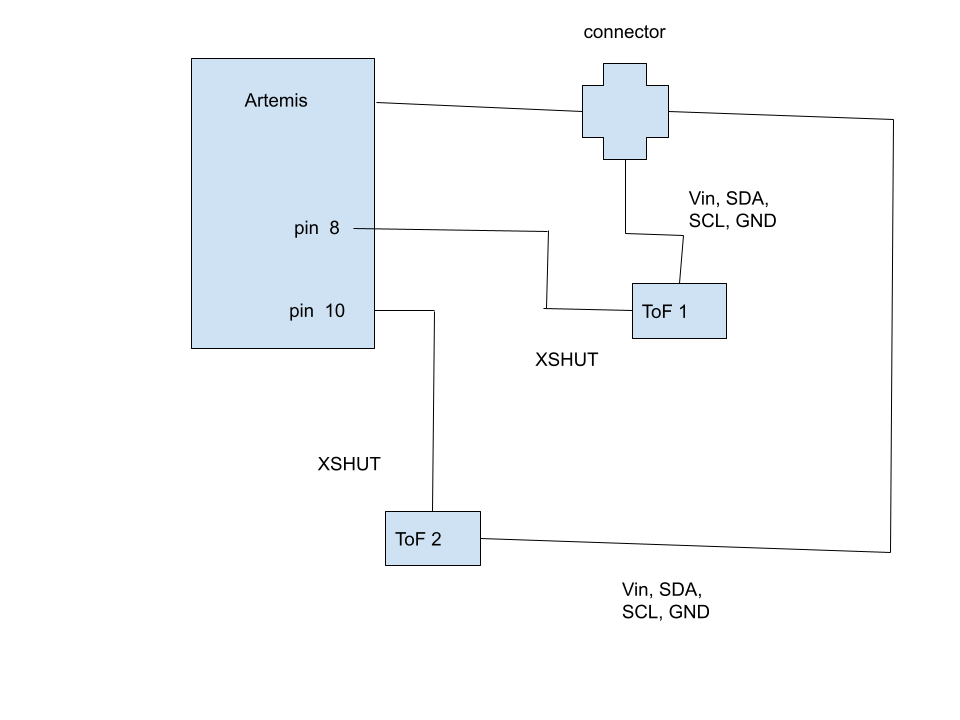 connector
Artemis
Vin, SDA,
SCL, GND
pin  8
pin  10
ToF 1
XSHUT
XSHUT
ToF 2
Vin, SDA,
SCL, GND